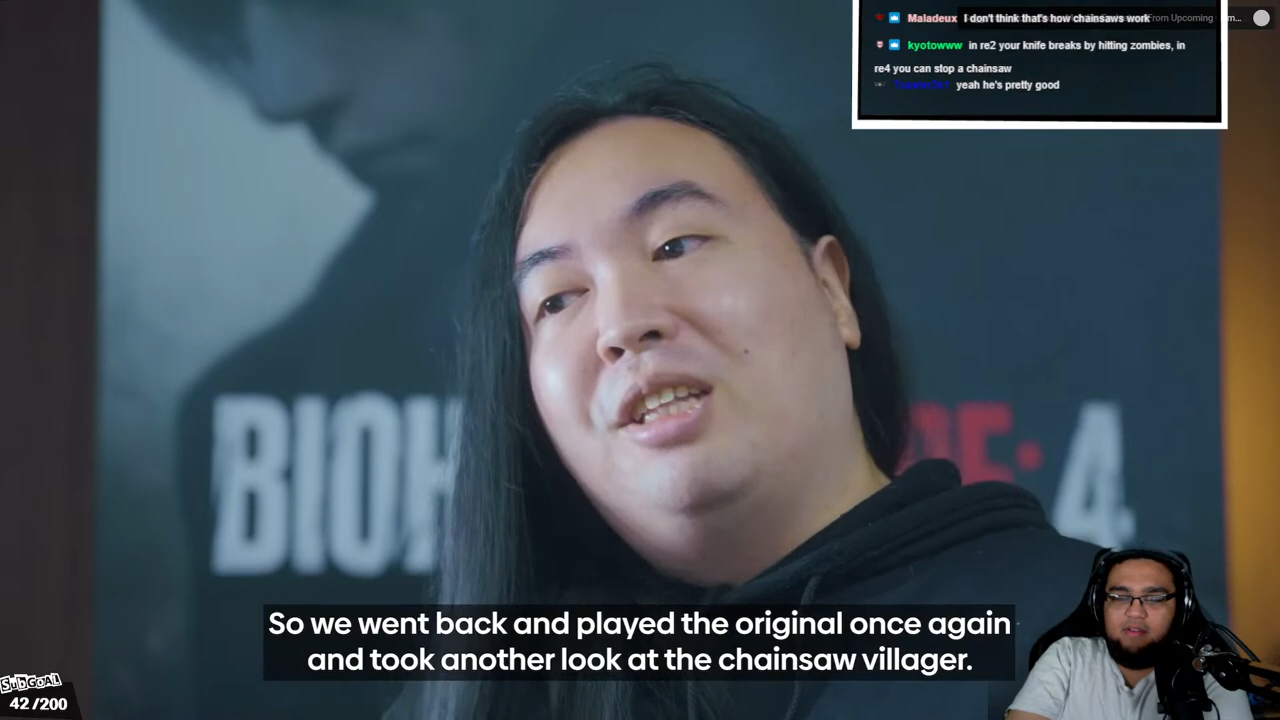 Maladeux I don't think that's how chainsaws work
From Upcoming
kyotowww in re2 your knife breaks by hitting zombies, in
re4 you can stop a chainsaw
yeah he's pretty good
BIOH
4
So we went back and played the original once again
and took another look at the chainsaw villager.
SUBGOAL
42 /200